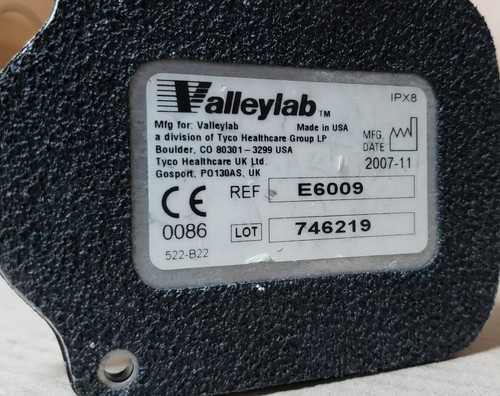 Valleylab™
IPX8
Mfg for: Valleylab Made in USA
a division of Tyco Healthcare Group LP
Boulder, CO 80301-3299 USA
Tyco Healthcare UK Ltd.
Gosport, PO130AS, UK
MFG.
DATE
2007-11
REF E6009
CE
0086
LOT 746219
522-B22